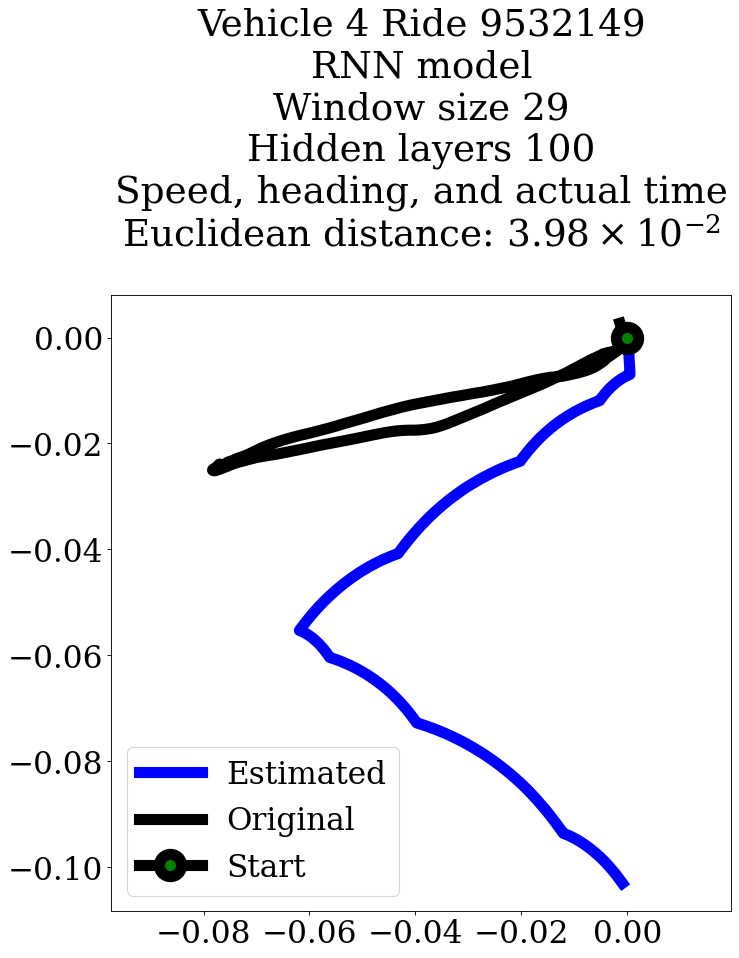 Vehicle 4 Ride 9532149
RNN model
Window size 29
Hidden layers 100
Speed, heading, and actual time
Euclidean distance: 3.98 × 10⁻²
0.00
−0.02
−0.04
−0.06
−0.08
−0.10
Estimated
Original
Start
−0.08 −0.06 −0.04 −0.02 0.00